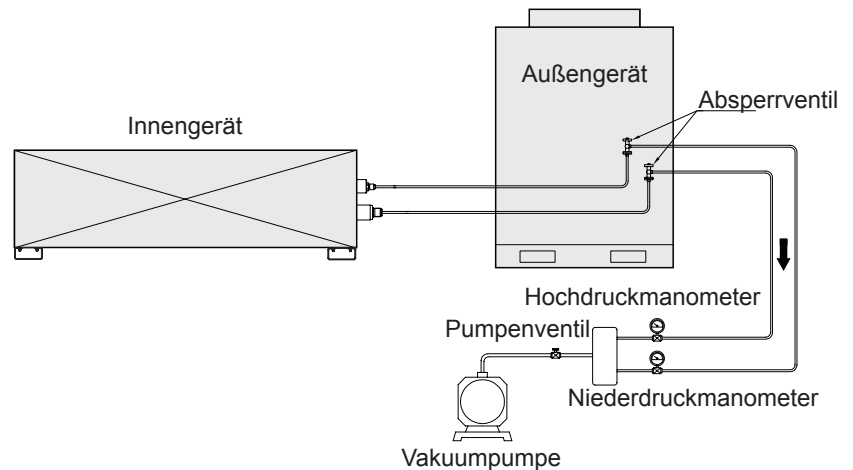 Außengerät
Absperrventil
Innengerät
Hochdruckmanometer
Pumpenventil
Niederdruckmanometer
Vakuumpumpe